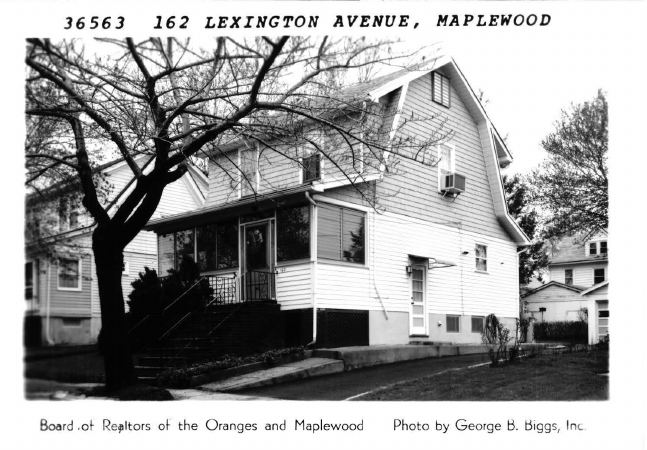 36563 162 LEXINGTON AVENUE, MAPLEWOOD
Board of Realtors of the Oranges and Maplewood Photo by George B. Biggs, Inc.